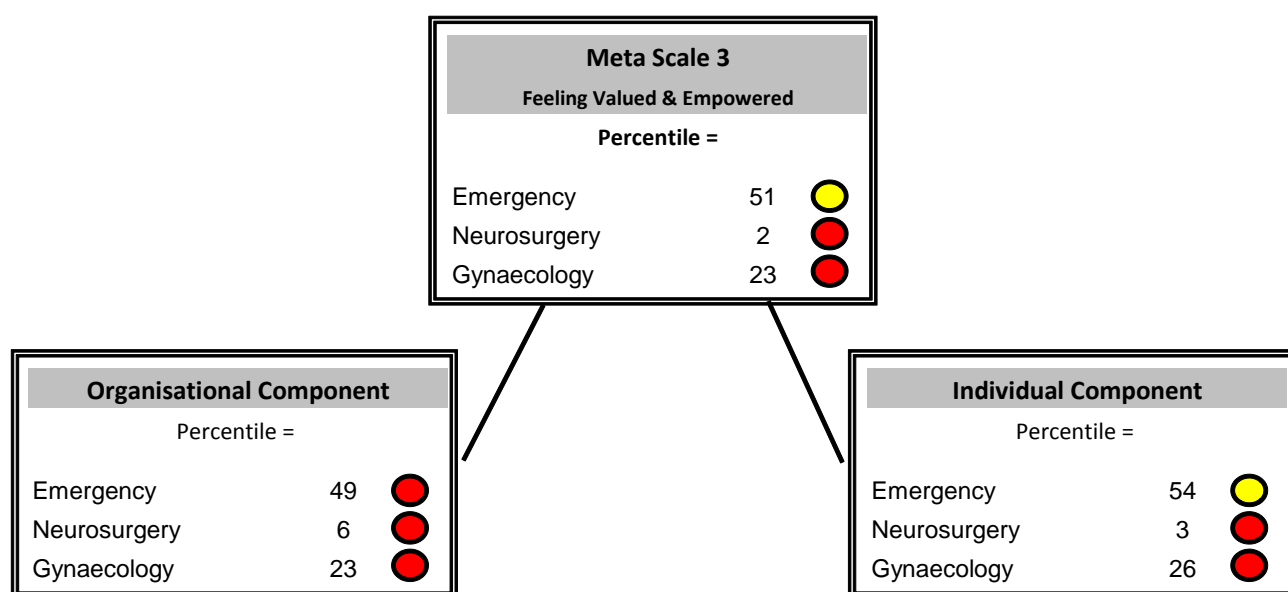 Meta Scale 3
Feeling Valued & Empowered
Percentile =
Emergency 51
Neurosurgery 2
Gynaecology 23
Organisational Component
Percentile =
Emergency 49
Neurosurgery 6
Gynaecology 23
Individual Component
Percentile =
Emergency 54
Neurosurgery 3
Gynaecology 26